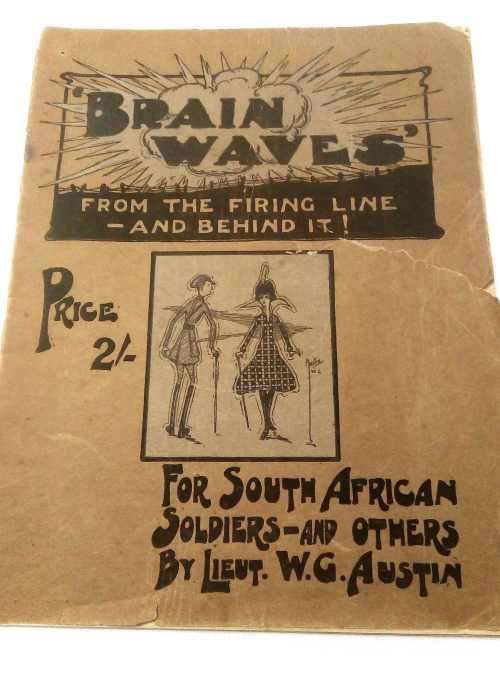 'BRAIN
WAVES'
FROM THE FIRING LINE
—AND BEHIND IT!
PRICE
2/-
FOR SOUTH AFRICAN
SOLDIERS—AND OTHERS
BY LIEUT. W.G. AUSTIN